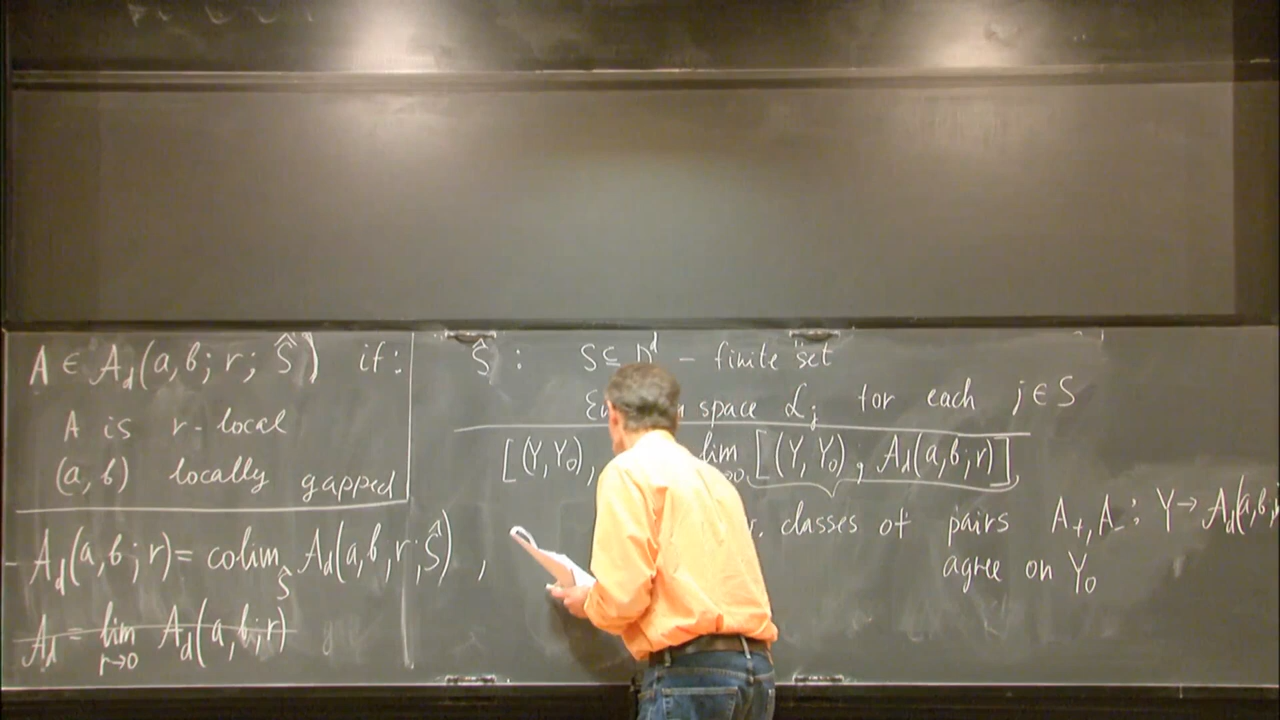 A ∈ A_d(a,b; r; Ŝ) if:
A is r-local
(a,b) locally gapped
- A_d(a,b; r) = colim_Ŝ A_d(a,b,r,Ŝ),
A_d = lim_{r→0} A_d(a,b;r)
Ŝ: S ⊆ D^d - finite set
space L_j for each j ∈ S
[(Y,Y_0), lim [(Y,Y_0), A_d(a,b;r)],
classes of pairs A_+, A_-: Y → A_d(a,b,r
agree on Y_0